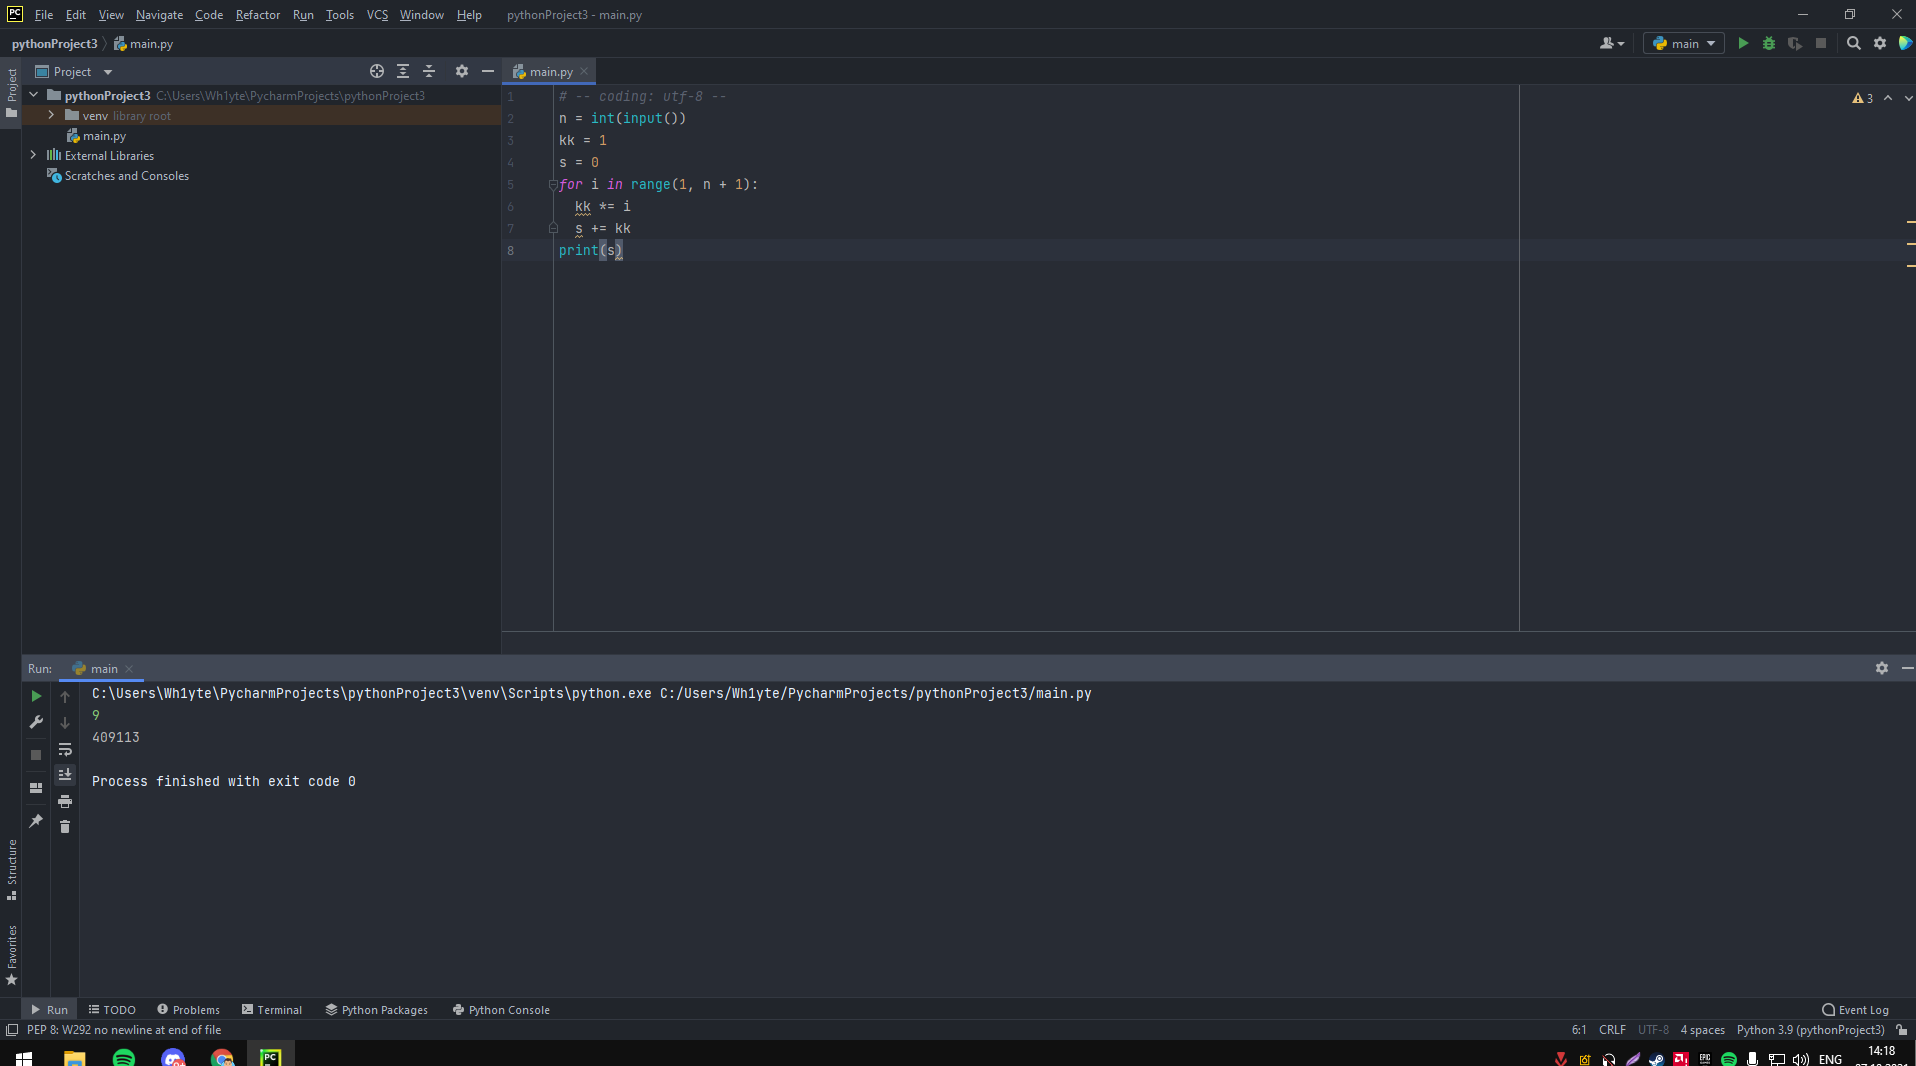 PC File Edit View Navigate Code Refactor Run Tools VCS Window Help pythonProject3 - main.py
pythonProject3 main.py
main
Project
Project
main.py
pythonProject3 C:\Users\Wh1yte\PycharmProjects\pythonProject3
venv library root
main.py
External Libraries
Scratches and Consoles
1 # -- coding: utf-8 --
2 n = int(input())
3 kk = 1
4 s = 0
5 for i in range(1, n + 1):
6 kk *= i
7 s += kk
8 print(s)
3
Run: main
C:\Users\Wh1yte\PycharmProjects\pythonProject3\venv\Scripts\python.exe C:/Users/Wh1yte/PycharmProjects/pythonProject3/main.py
9
409113
Process finished with exit code 0
Structure
Favorites
Run TODO Problems Terminal Python Packages Python Console Event Log
PEP 8: W292 no newline at end of file 6:1 CRLF UTF-8 4 spaces Python 3.9 (pythonProject3)
PC ENG 14:18